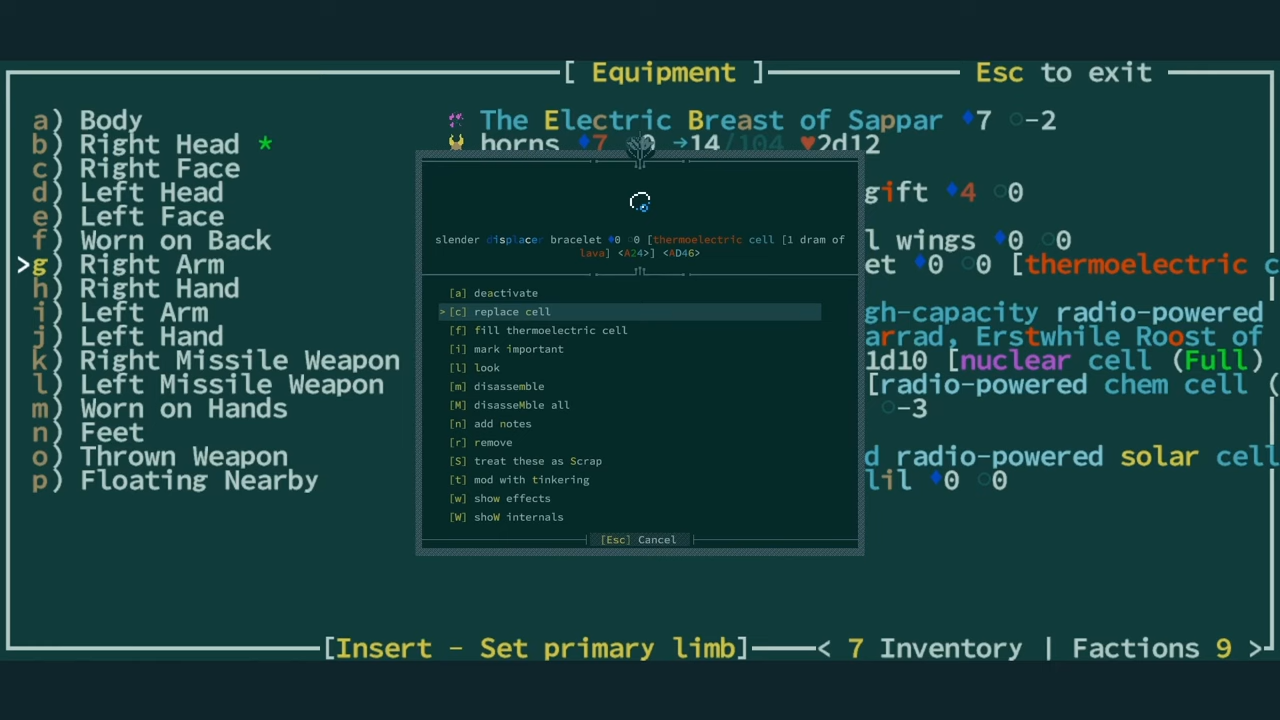 [ Equipment ] Esc to exit
a) Body The Electric Breast of Sappar ♦7 ○-2
b) Right Head * horns ♦7 0 →14/104 ♥2d12
c) Right Face
d) Left Head gift ♦4 ○0
e) Left Face
f) Worn on Back l wings ♦0 ○0
>g) Right Arm et ♦0 ○0 [thermoelectric c
h) Right Hand
i) Left Arm gh-capacity radio-powered
j) Left Hand arrad, Erstwhile Roost of
k) Right Missile Weapon 1d10 [nuclear cell (Full)
l) Left Missile Weapon [radio-powered chem cell (
m) Worn on Hands ○-3
n) Feet
o) Thrown Weapon d radio-powered solar cell
p) Floating Nearby lil ♦0 ○0
slender displacer bracelet ♦0 ○0 [thermoelectric cell [1 dram of
lava] <A24>] <AD46>
[a] deactivate
> [c] replace cell
[f] fill thermoelectric cell
[i] mark important
[l] look
[m] disassemble
[M] disasseMble all
[n] add notes
[r] remove
[S] treat these as Scrap
[t] mod with tinkering
[w] show effects
[W] shoW internals
[Esc] Cancel
[Insert - Set primary limb] < 7 Inventory | Factions 9 >